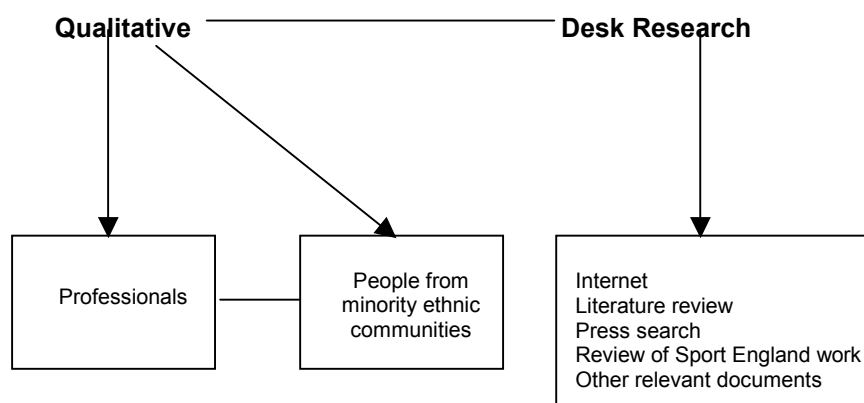 Qualitative
Desk Research
Professionals
People from
minority ethnic
communities
Internet
Literature review
Press search
Review of Sport England work
Other relevant documents